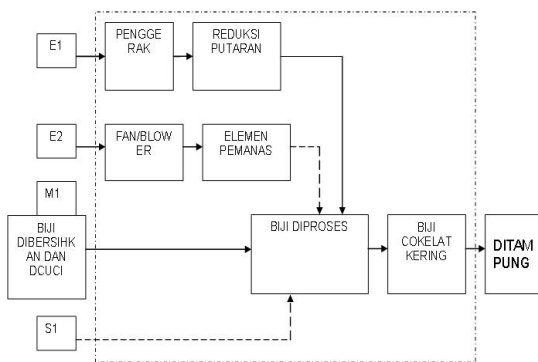 E1
PENGGE
RAK
REDUKSI
PUTARAN
E2
FAN/BLOW
ER
ELEMEN
PEMANAS
M1
BIJI
DIBERSIHK
AN DAN
DCUCI
BIJI DIPROSES
BIJI
COKELAT
KERING
DITAM
PUNG
S1